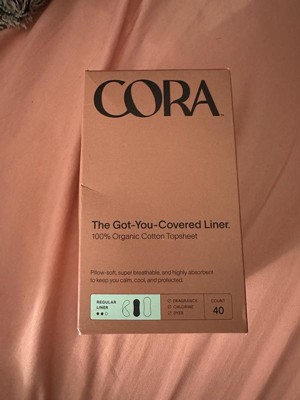 CORA
The Got-You-Covered Liner.
100% Organic Cotton Topsheet
Pillow-soft, super breathable, and highly absorbent
to keep you calm, cool, and protected.
REGULAR
LINER
FRAGRANCE
CHLORINE
DYES
COUNT
40